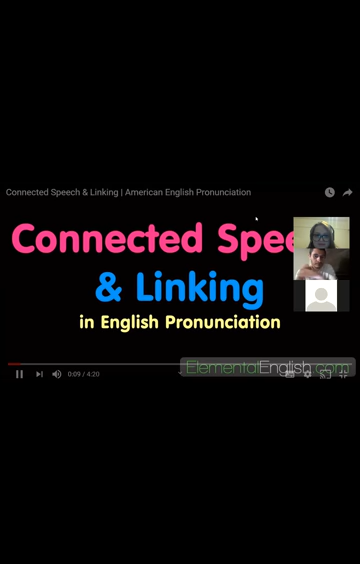 Connected Speech & Linking | American English Pronunciation
Connected Spee
& Linking
in English Pronunciation
ElementalEnglish.com
0:09 / 4:20